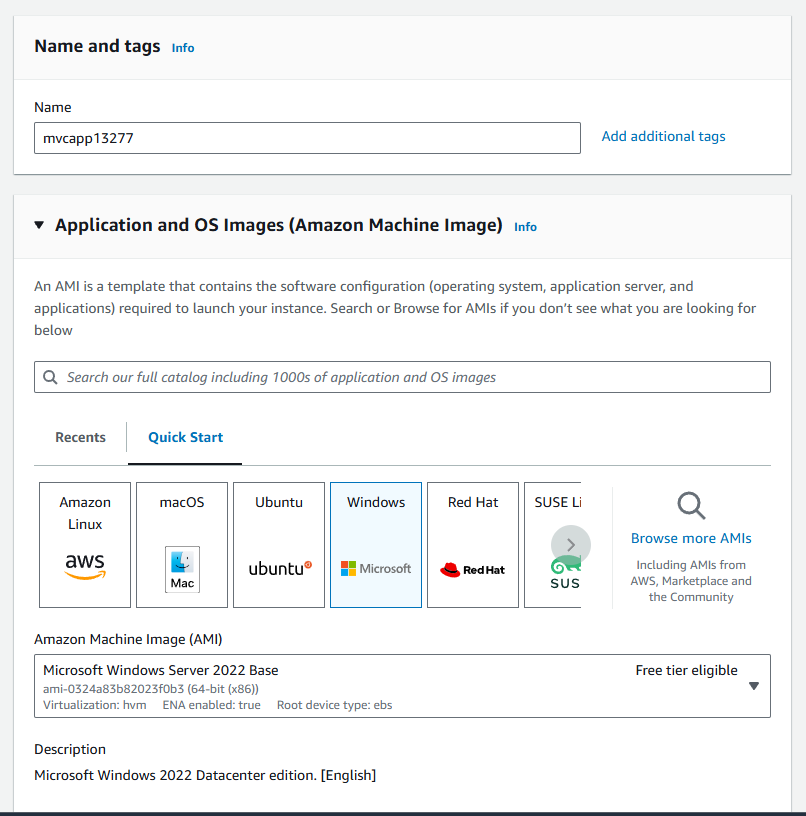 Name and tags Info
Name
mvcapp13277
Add additional tags
Application and OS Images (Amazon Machine Image) Info
An AMI is a template that contains the software configuration (operating system, application server, and
applications) required to launch your instance. Search or Browse for AMIs if you don’t see what you are looking for
below
Search our full catalog including 1000s of application and OS images
Recents
Quick Start
Amazon
Linux
aws
macOS
Mac
Ubuntu
ubuntu
Windows
Microsoft
Red Hat
RedHat
SUSE Li
SUS
Browse more AMIs
Including AMIs from
AWS, Marketplace and
the Community
Amazon Machine Image (AMI)
Microsoft Windows Server 2022 Base
Free tier eligible
ami-0324a83b82023f0b3 (64-bit (x86))
Virtualization: hvm ENA enabled: true Root device type: ebs
Description
Microsoft Windows 2022 Datacenter edition. [English]